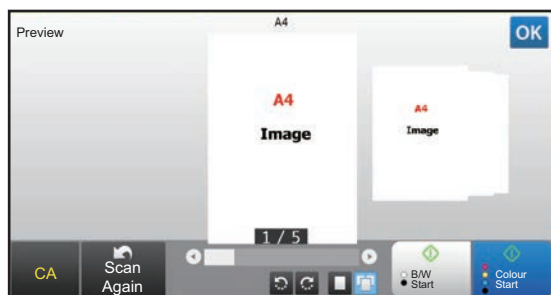 A4
Preview
OK
A4
Image
A4
Image
1 / 5
CA
Scan
Again
B/W
Start
Colour
Start